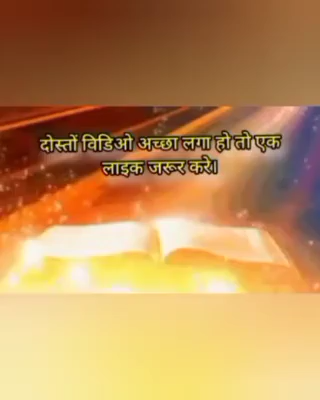 दोस्तों विडिओ अच्छा लगा हो तो एक
लाइक जरूर करे।